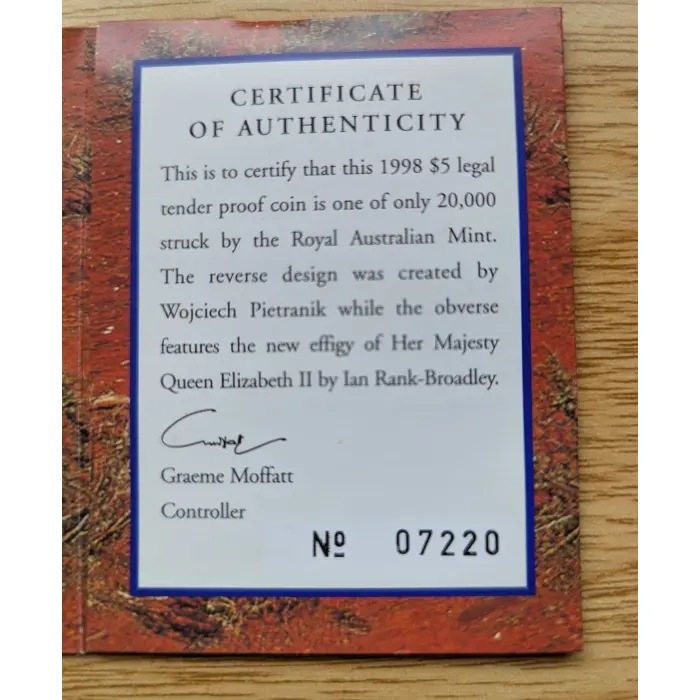 CERTIFICATE
OF AUTHENTICITY
This is to certify that this 1998 $5 legal
tender proof coin is one of only 20,000
struck by the Royal Australian Mint.
The reverse design was created by
Wojciech Pietranik while the obverse
features the new effigy of Her Majesty
Queen Elizabeth II by Ian Rank-Broadley.
Graeme Moffatt
Controller
Nº 07220